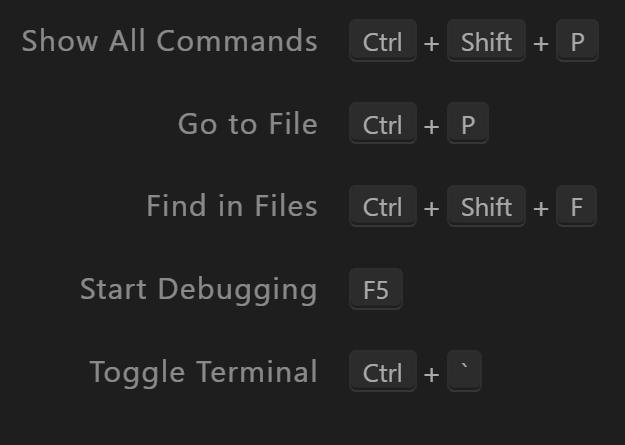 Show All Commands Ctrl + Shift + P
Go to File Ctrl + P
Find in Files Ctrl + Shift + F
Start Debugging F5
Toggle Terminal Ctrl + `